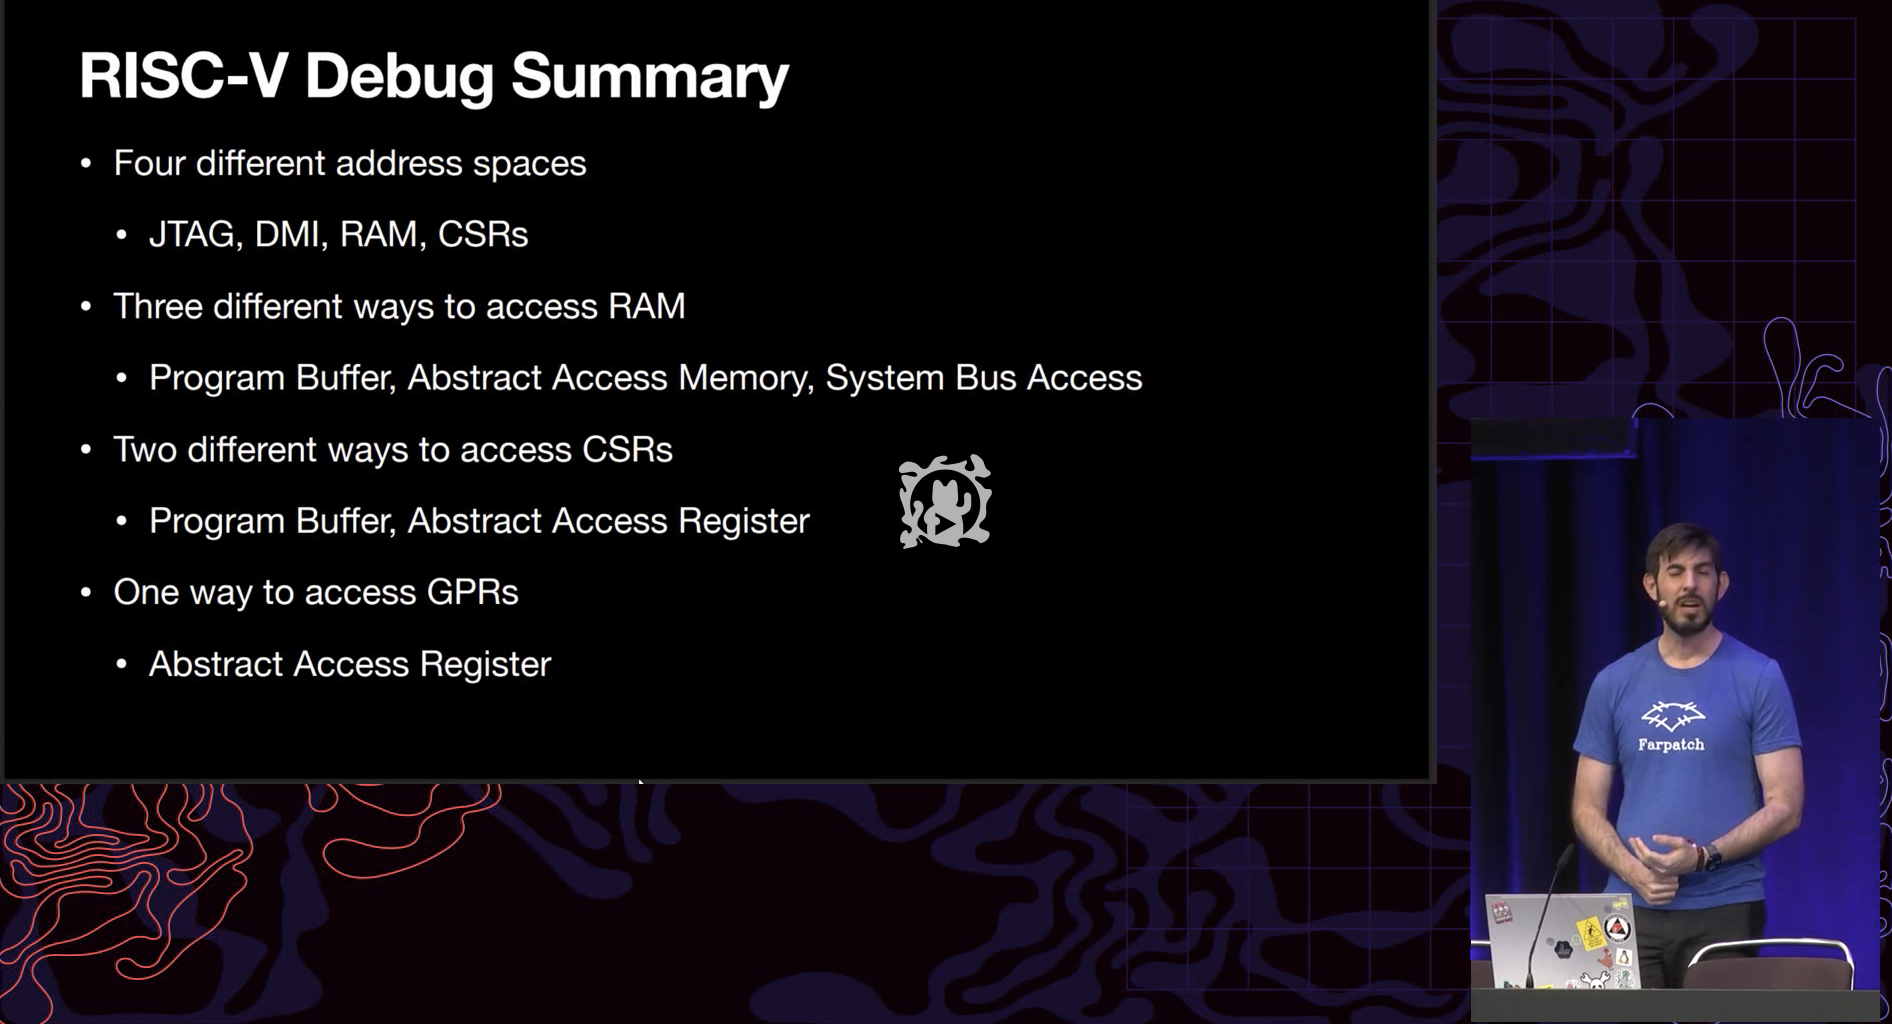 RISC-V Debug Summary
• Four different address spaces
• JTAG, DMI, RAM, CSRs
• Three different ways to access RAM
• Program Buffer, Abstract Access Memory, System Bus Access
• Two different ways to access CSRs
• Program Buffer, Abstract Access Register
• One way to access GPRs
• Abstract Access Register
Farpatch